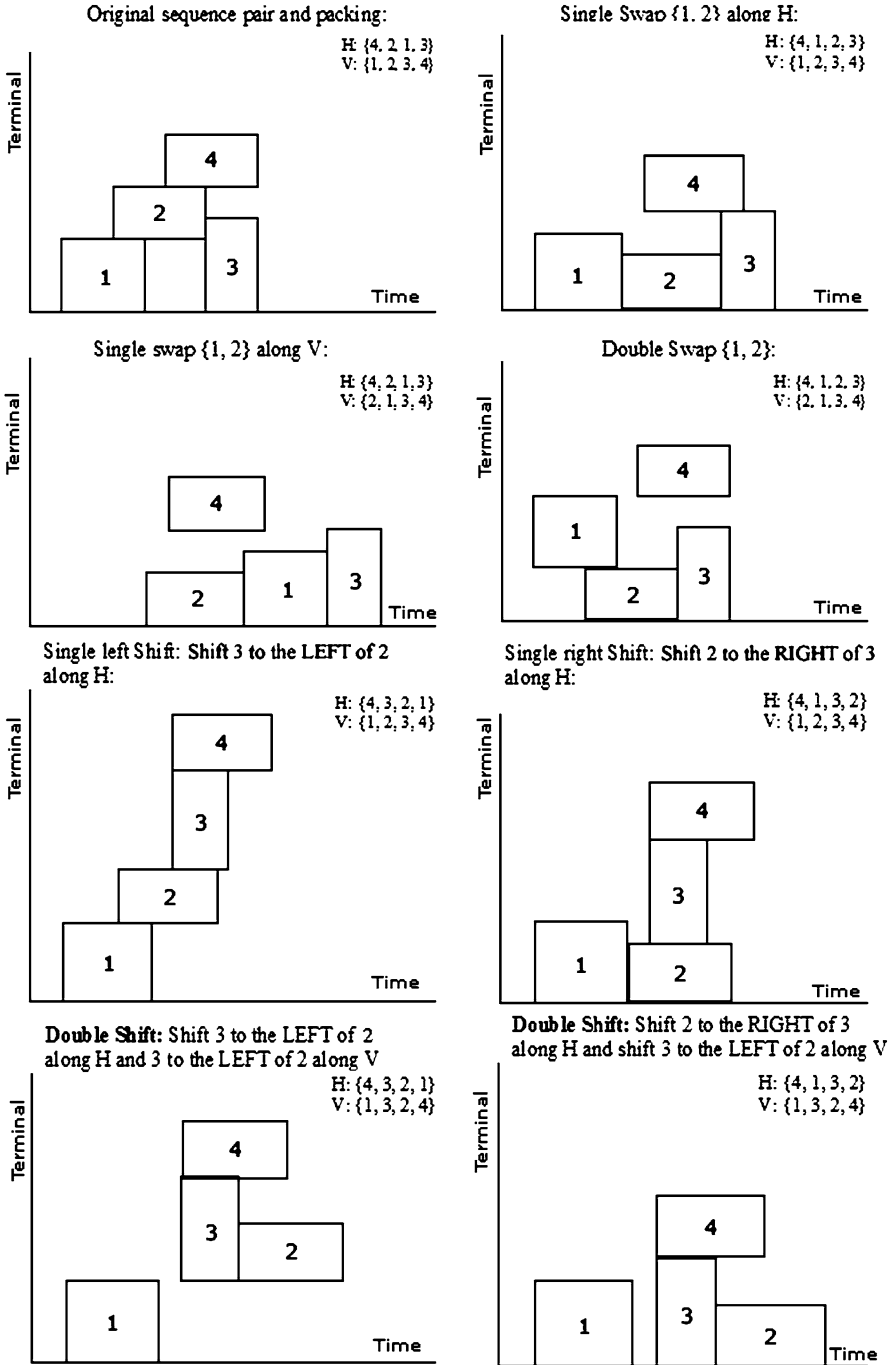 Original sequence pair and packing:
H: {4, 2, 1, 3}
V: {1, 2, 3, 4}
Terminal
4
2
1
3
Time
Single Swap {1, 2} along H:
H: {4, 1, 2, 3}
V: {1, 2, 3, 4}
Terminal
4
1
2
3
Time
Single swap {1, 2} along V:
H: {4, 2, 1, 3}
V: {2, 1, 3, 4}
Terminal
4
2
1
3
Time
Double Swap {1, 2}:
H: {4, 1, 2, 3}
V: {2, 1, 3, 4}
Terminal
4
1
2
3
Time
Single left Shift: Shift 3 to the LEFT of 2
along H:
H: {4, 3, 2, 1}
V: {1, 2, 3, 4}
Terminal
4
3
2
1
Time
Single right Shift: Shift 2 to the RIGHT of 3
along H:
H: {4, 1, 3, 2}
V: {1, 2, 3, 4}
Terminal
4
3
1
2
Time
Double Shift: Shift 3 to the LEFT of 2
along H and 3 to the LEFT of 2 along V
H: {4, 3, 2, 1}
V: {1, 3, 2, 4}
Terminal
4
3
2
1
Time
Double Shift: Shift 2 to the RIGHT of 3
along H and shift 3 to the LEFT of 2 along V
H: {4, 1, 3, 2}
V: {1, 3, 2, 4}
Terminal
4
1
3
2
Time